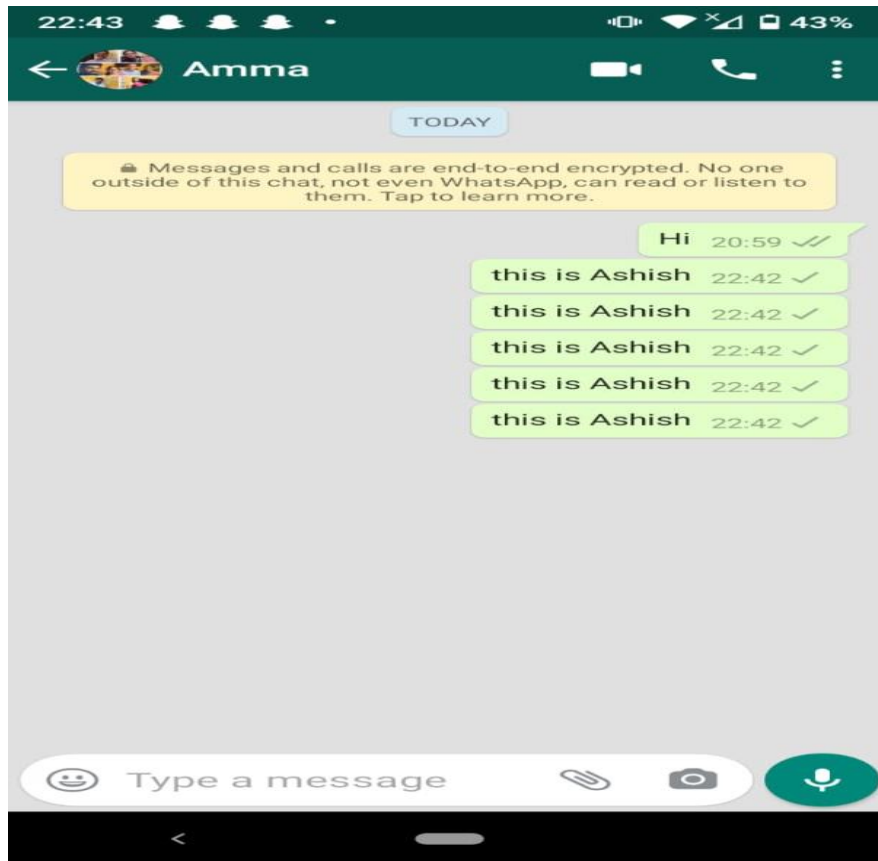 22:43 43%
Amma
TODAY
Messages and calls are end-to-end encrypted. No one
outside of this chat, not even WhatsApp, can read or listen to
them. Tap to learn more.
Hi 20:59
this is Ashish 22:42
this is Ashish 22:42
this is Ashish 22:42
this is Ashish 22:42
this is Ashish 22:42
Type a message